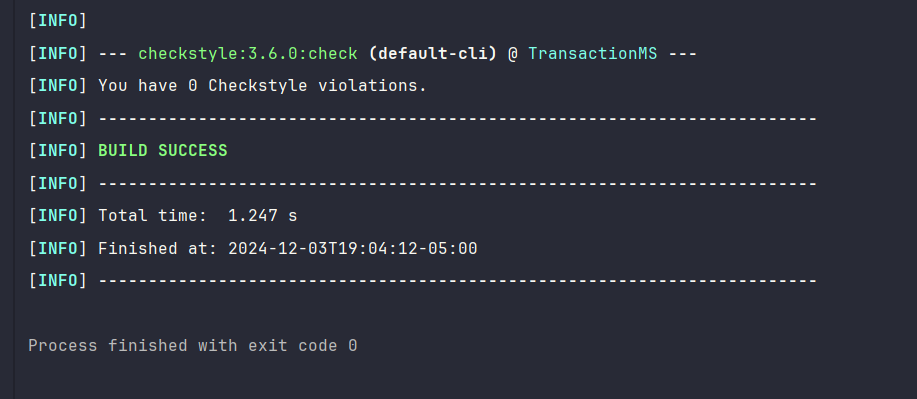 [INFO]
[INFO] --- checkstyle:3.6.0:check (default-cli) @ TransactionMS ---
[INFO] You have 0 Checkstyle violations.
[INFO] ------------------------------------------------------------------------
[INFO] BUILD SUCCESS
[INFO] ------------------------------------------------------------------------
[INFO] Total time:  1.247 s
[INFO] Finished at: 2024-12-03T19:04:12-05:00
[INFO] ------------------------------------------------------------------------
Process finished with exit code 0